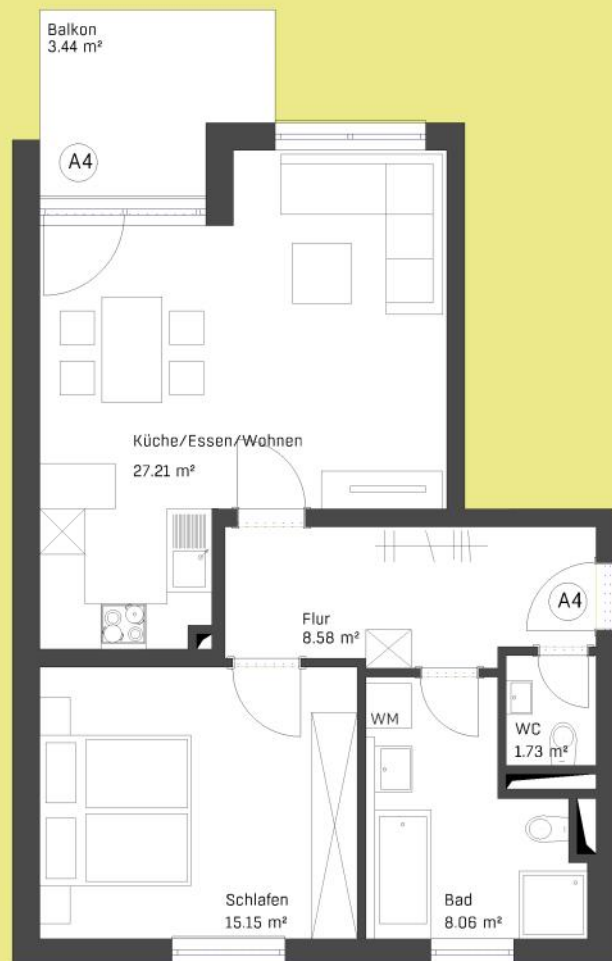 Balkon
3.44 m²
A4
Küche/Essen/Wohnen
27.21 m²
A4
Flur
8.58 m²
WM
WC
1.73 m²
Schlafen
15.15 m²
Bad
8.06 m²